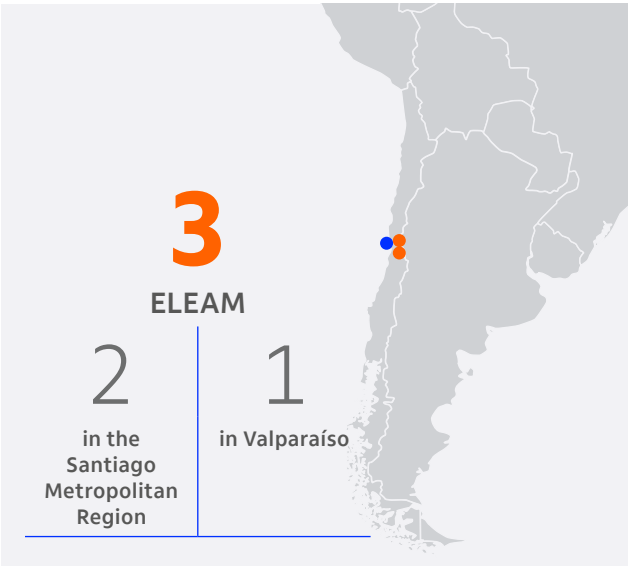 3
ELEAM
2
in the
Santiago
Metropolitan
Region
1
in Valparaíso